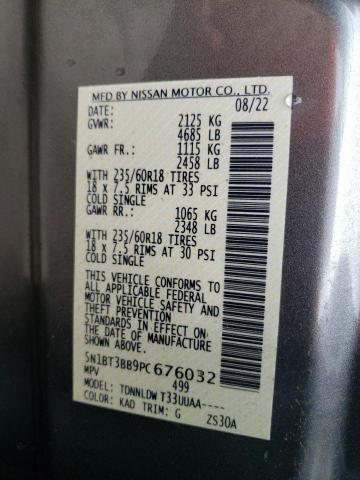 MFD BY NISSAN MOTOR CO., LTD.
DATE: 08/22
GVWR: 2125 KG
4685 LB
GAWR FR.: 1115 KG
2458 LB
WITH 235/60R18 TIRES
18 x 7.5 RIMS AT 33 PSI
COLD SINGLE
GAWR RR.: 1065 KG
2348 LB
WITH 235/60R18 TIRES
18 x 7.5 RIMS AT 30 PSI
COLD SINGLE
THIS VEHICLE CONFORMS TO
ALL APPLICABLE FEDERAL
MOTOR VEHICLE SAFETY AND
THEFT PREVENTION
STANDARDS IN EFFECT ON
THE DATE OF MANUFACTURE
SHOWN ABOVE.
5N1BT3BB9PC676032
MPV 499
MODEL: TDNNLDW T33UUAA----
COLOR: KAD TRIM: G ZS30A